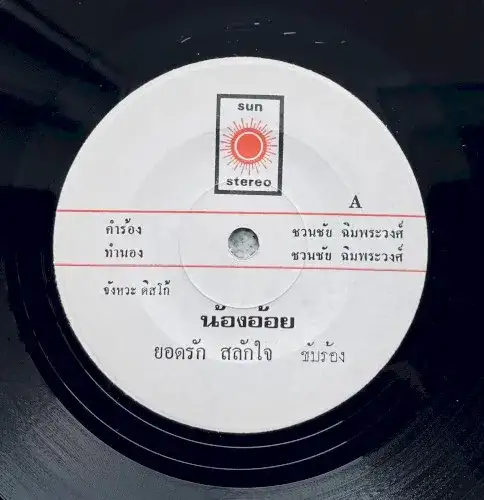 sun
stereo
A
คำร้อง ชวนชัย ฉิมพระวงศ์
ทำนอง ชวนชัย ฉิมพระวงศ์
จังหวะ ดิสโก้
น้องอ้อย
ยอดรัก สลักใจ ขับร้อง